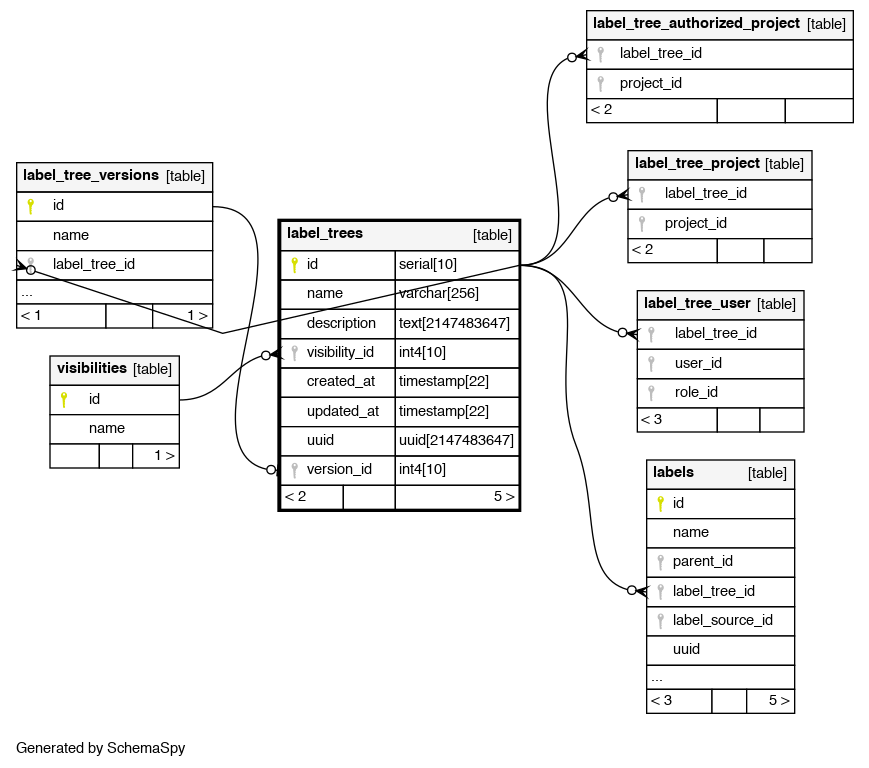 label_tree_authorized_project [table]
label_tree_id
project_id
< 2
label_tree_versions [table]
id
name
label_tree_id
...
< 1 1 >
visibilities [table]
id
name
1 >
label_trees [table]
id serial[10]
name varchar[256]
description text[2147483647]
visibility_id int4[10]
created_at timestamp[22]
updated_at timestamp[22]
uuid uuid[2147483647]
version_id int4[10]
< 2 5 >
label_tree_project [table]
label_tree_id
project_id
< 2
label_tree_user [table]
label_tree_id
user_id
role_id
< 3
labels [table]
id
name
parent_id
label_tree_id
label_source_id
uuid
...
< 3 5 >
Generated by SchemaSpy